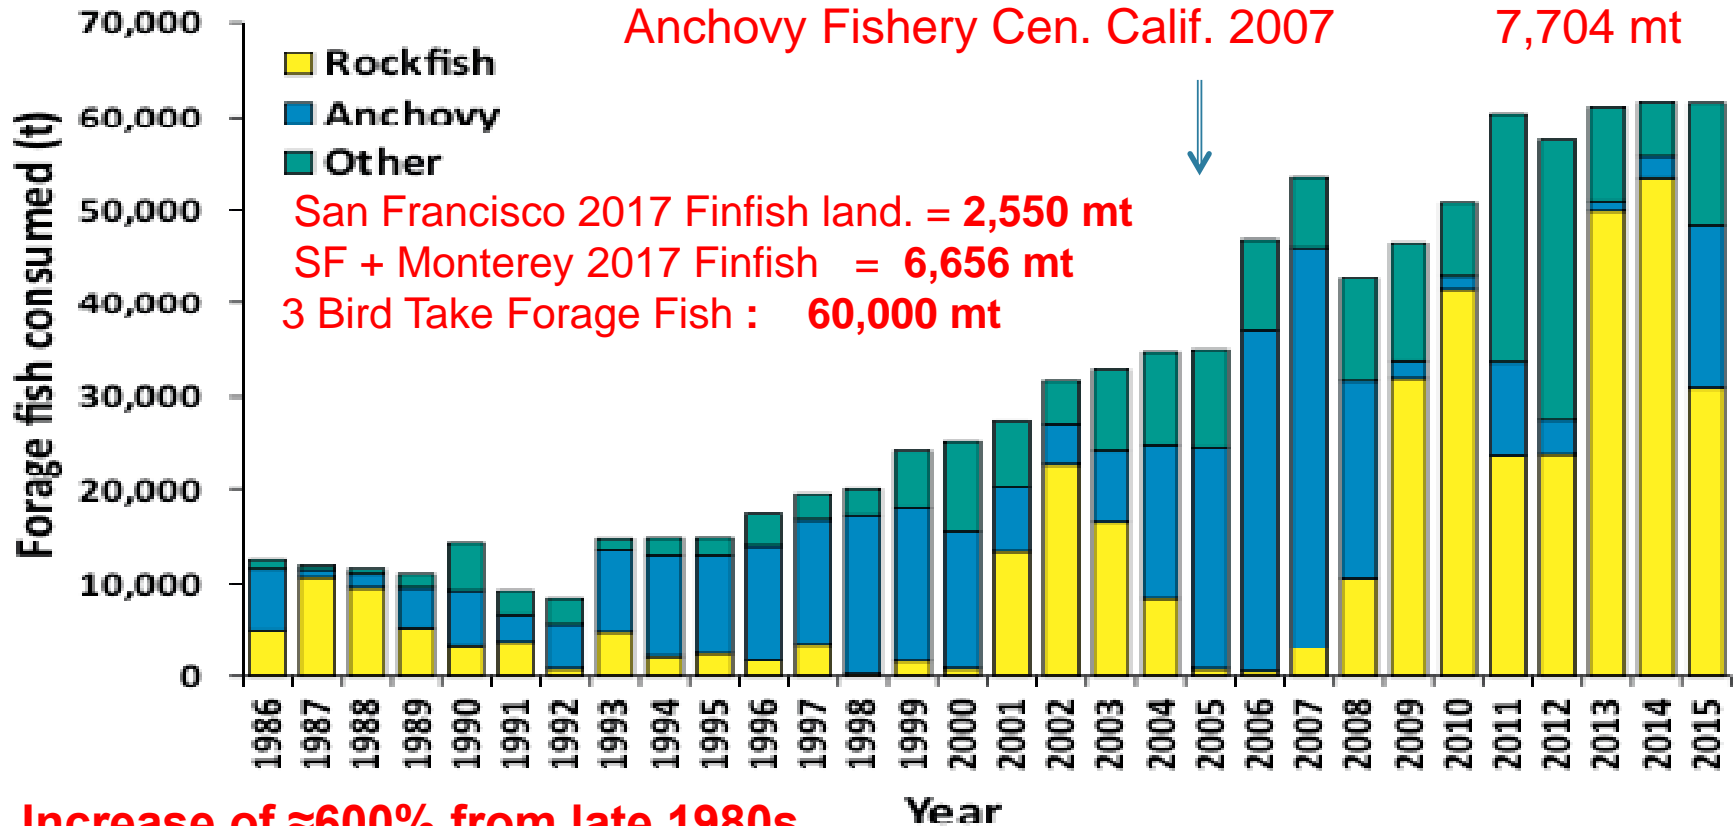 70,000
Anchovy Fishery Cen. Calif. 2007 7,704 mt
Rockfish
60,000
Anchovy
Other
50,000
San Francisco 2017 Finfish land. = 2,550 mt
SF + Monterey 2017 Finfish = 6,656 mt
40,000
3 Bird Take Forage Fish : 60,000 mt
30,000
20,000
10,000
0
Forage fish consumed (t)
1986 1987 1988 1989 1990 1991 1992 1993 1994 1995 1996 1997 1998 1999 2000 2001 2002 2003 2004 2005 2006 2007 2008 2009 2010 2011 2012 2013 2014 2015
Year
Increase of ≈600% from late 1980s